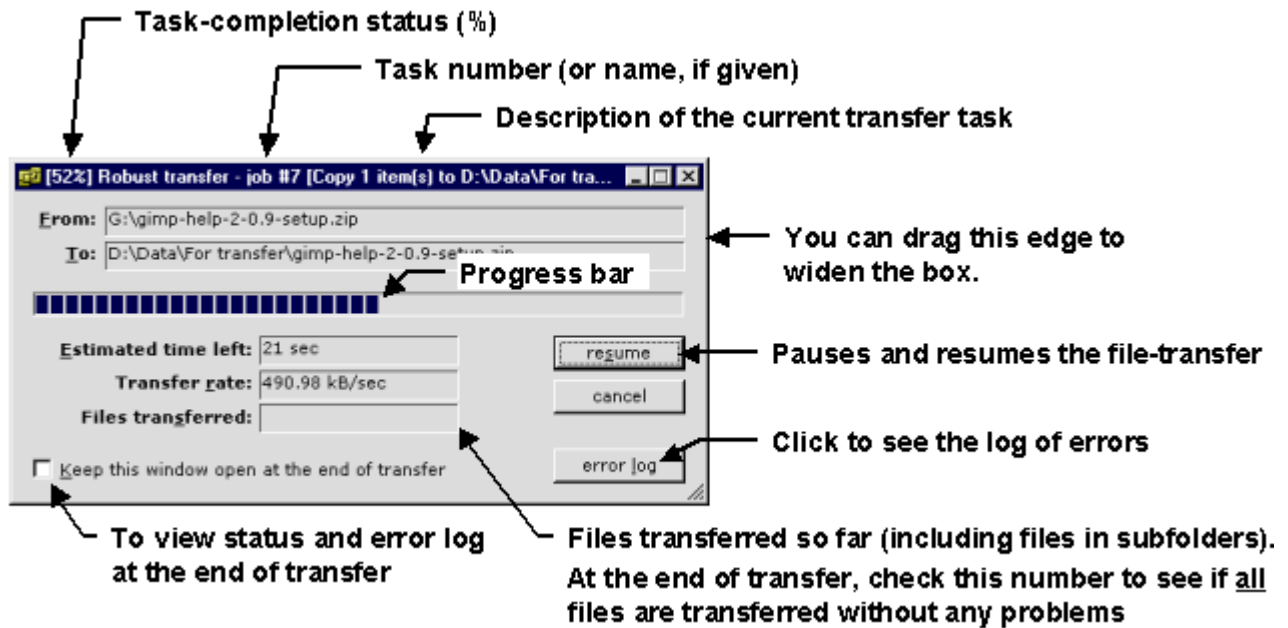 Task-completion status (%)
Task number (or name, if given)
Description of the current transfer task
[52%] Robust transfer - job #7 [Copy 1 item(s) to D:\Data\For tra...
From: G:\gimp-help-2-0.9-setup.zip
To: D:\Data\For transfer\gimp-help-2-0.9-setup.zip
You can drag this edge to
widen the box.
Progress bar
Estimated time left: 21 sec
resume
Pauses and resumes the file-transfer
Transfer rate: 490.98 kB/sec
cancel
Files transferred:
Click to see the log of errors
Keep this window open at the end of transfer
error log
To view status and error log
at the end of transfer
Files transferred so far (including files in subfolders).
At the end of transfer, check this number to see if all
files are transferred without any problems